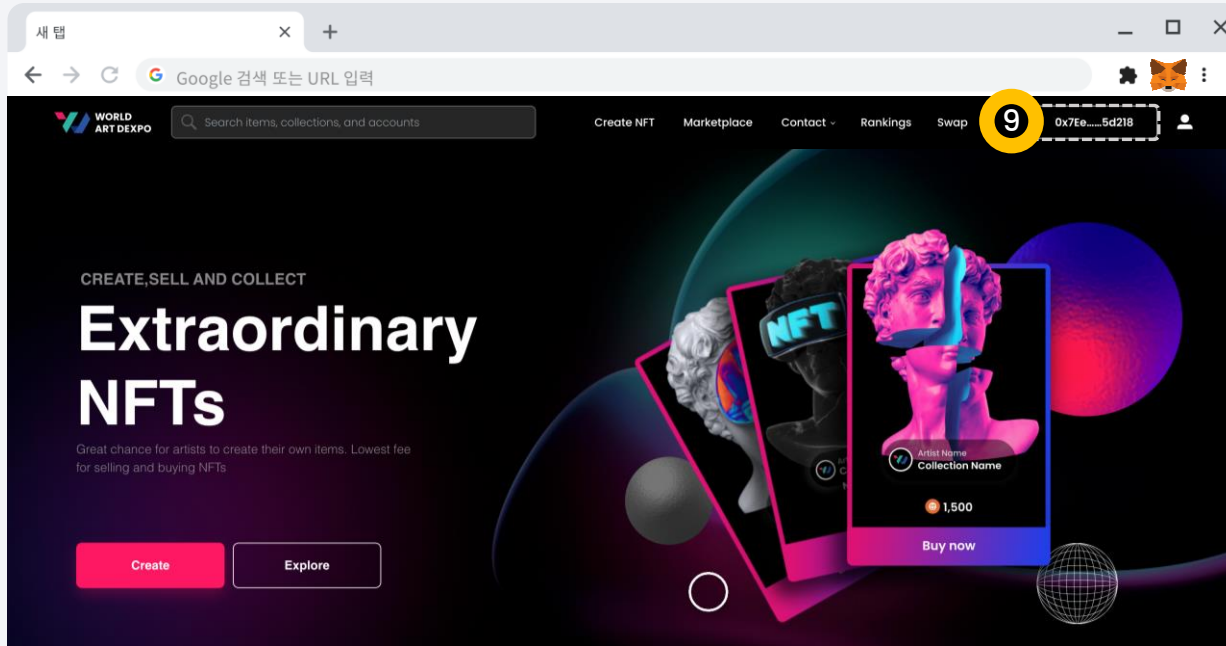 새 탭
Google 검색 또는 URL 입력
WORLD
ART DEXPO
Search items, collections, and accounts
Create NFT
Marketplace
Contact
Rankings
Swap
9
0x7Ee......5d218
CREATE,SELL AND COLLECT
Extraordinary
NFTs
Great chance for artists to create their own items. Lowest fee
for selling and buying NFTs
Create
Explore
NFT
Artist Name
Collection Name
1,500
Buy now